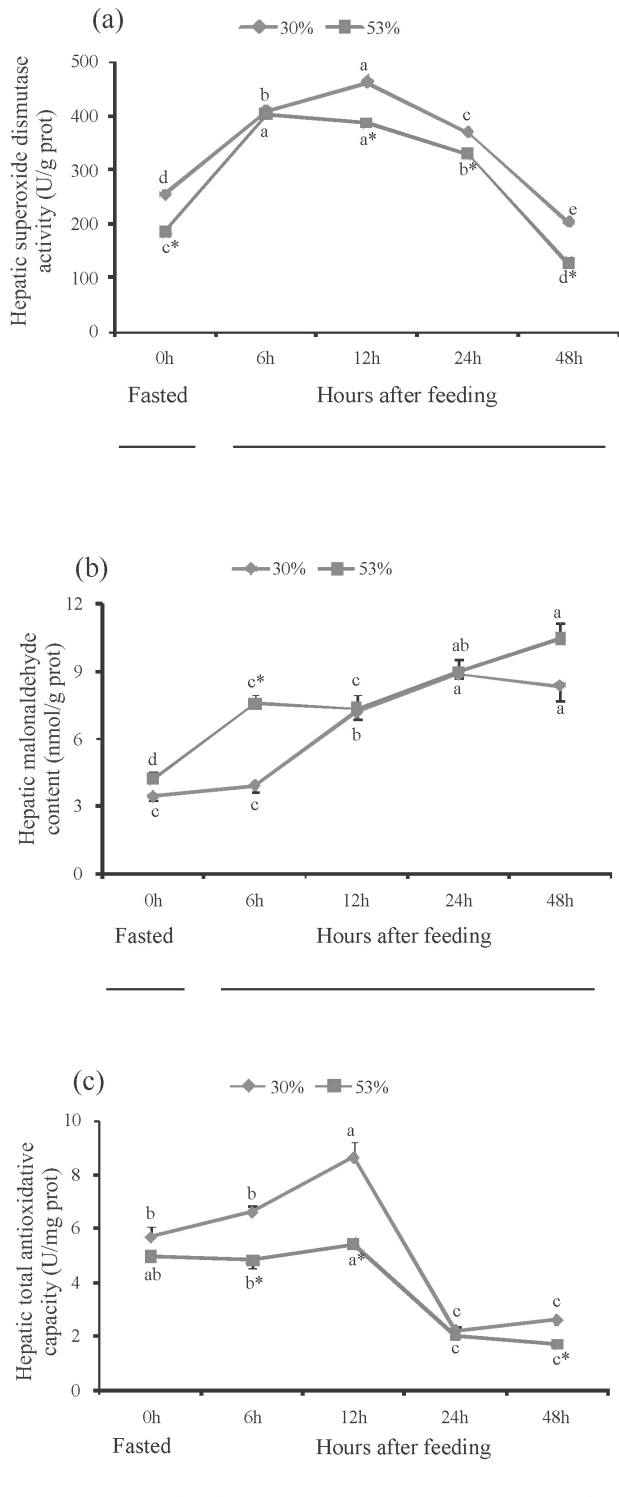 (a)
30% 53%
Hepatic superoxide dismutase
activity (U/g prot)
500
400
300
200
100
0
d
b
a
c
e
c*
a
a*
b*
d*
0h 6h 12h 24h 48h
Fasted Hours after feeding
(b)
30% 53%
Hepatic malonaldehyde
content (nmol/g prot)
12
9
6
3
0
d
c*
c
ab
a
c
c
b
a
a
0h 6h 12h 24h 48h
Fasted Hours after feeding
(c)
30% 53%
Hepatic total antioxidative
capacity (U/mg prot)
10
8
6
4
2
0
b
b
a
c
c
ab
b*
a*
c
c*
0h 6h 12h 24h 48h
Fasted Hours after feeding